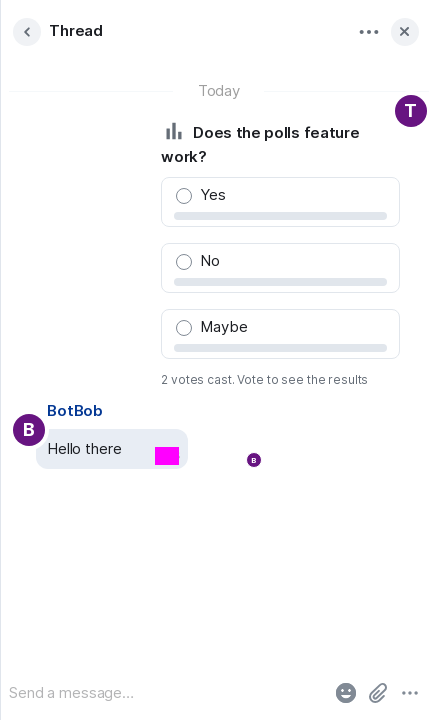 Thread
Today
T
Does the polls feature
work?
Yes
No
Maybe
2 votes cast. Vote to see the results
BotBob
B
Hello there
B
Send a message…